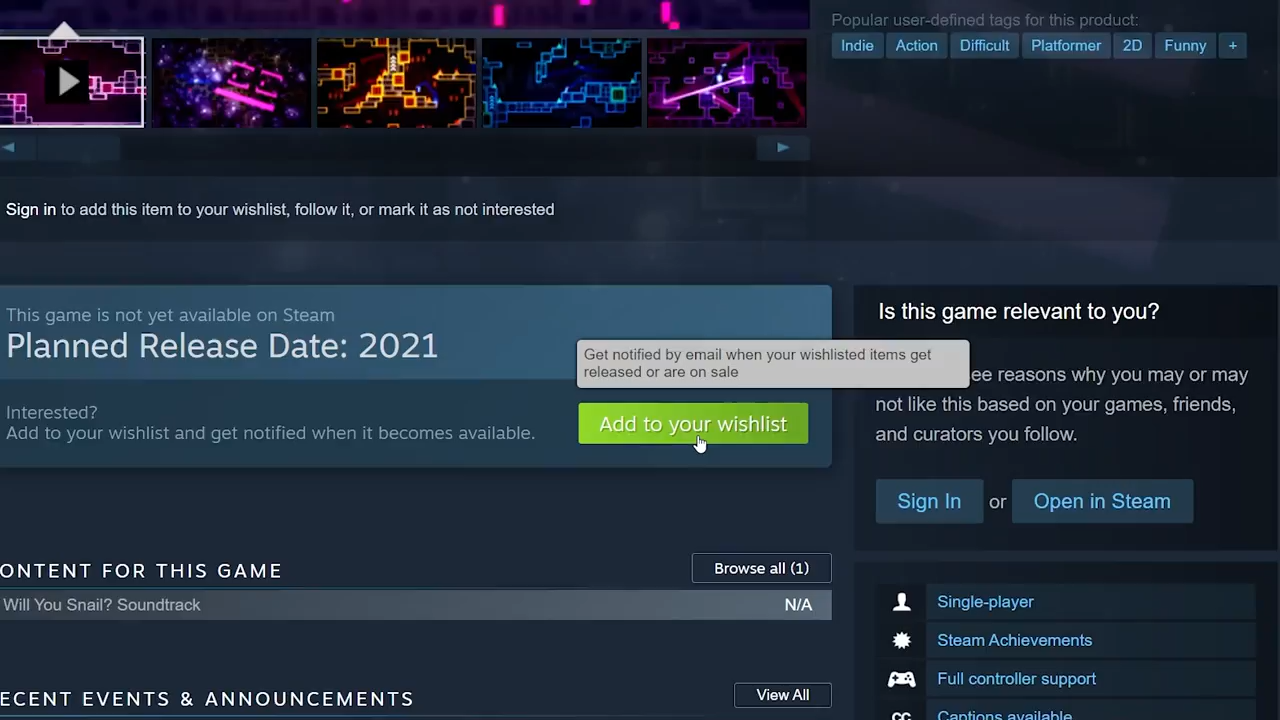 Popular user-defined tags for this product:
Indie Action Difficult Platformer 2D Funny +
Sign in to add this item to your wishlist, follow it, or mark it as not interested
This game is not yet available on Steam
Planned Release Date: 2021
Get notified by email when your wishlisted items get
released or are on sale
Interested?
Add to your wishlist and get notified when it becomes available.
Add to your wishlist
Is this game relevant to you?
ee reasons why you may or may
not like this based on your games, friends,
and curators you follow.
Sign In or Open in Steam
ONTENT FOR THIS GAME
Browse all (1)
Will You Snail? Soundtrack
N/A
ECENT EVENTS & ANNOUNCEMENTS
View All
Single-player
Steam Achievements
Full controller support
CC Captions available